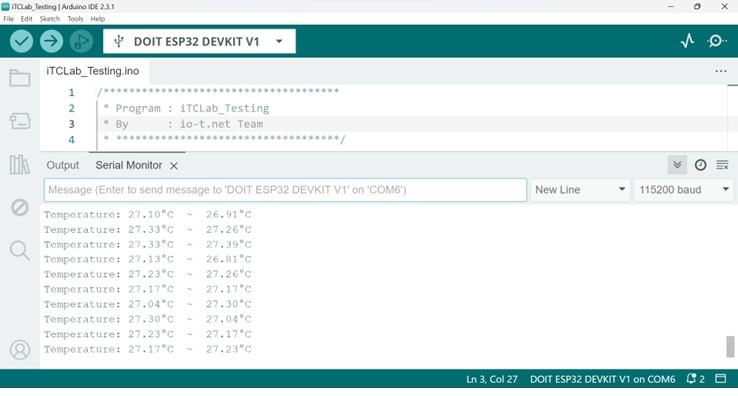 iTCLab_Testing | Arduino IDE 2.3.1
File Edit Sketch Tools Help
DOIT ESP32 DEVKIT V1
iTCLab_Testing.ino
1 /*************************************
2 * Program : iTCLab_Testing
3 * By : io-t.net Team
4 * ***********************************/
Output Serial Monitor
Message (Enter to send message to 'DOIT ESP32 DEVKIT V1' on 'COM6')
New Line
115200 baud
Temperature: 27.10°C ~ 26.91°C
Temperature: 27.33°C ~ 27.26°C
Temperature: 27.33°C ~ 27.39°C
Temperature: 27.13°C ~ 26.81°C
Temperature: 27.23°C ~ 27.26°C
Temperature: 27.17°C ~ 27.17°C
Temperature: 27.04°C ~ 27.30°C
Temperature: 27.30°C ~ 27.04°C
Temperature: 27.23°C ~ 27.17°C
Temperature: 27.17°C ~ 27.23°C
Ln 3, Col 27 DOIT ESP32 DEVKIT V1 on COM6 2